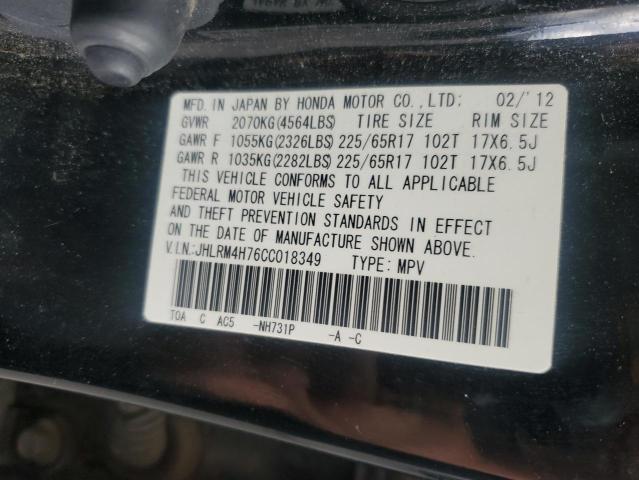 MFD. IN JAPAN BY HONDA MOTOR CO.,LTD: 02/'12
GVWR 2070KG(4564LBS) TIRE SIZE RIM SIZE
GAWR F 1055KG(2326LBS) 225/65R17 102T 17X6.5J
GAWR R 1035KG(2282LBS) 225/65R17 102T 17X6.5J
THIS VEHICLE CONFORMS TO ALL APPLICABLE
FEDERAL MOTOR VEHICLE SAFETY
AND THEFT PREVENTION STANDARDS IN EFFECT
ON THE DATE OF MANUFACTURE SHOWN ABOVE.
V.I.N.:JHLRM4H76CC018349 TYPE: MPV
TOA C AC5 -NH731P -A -C